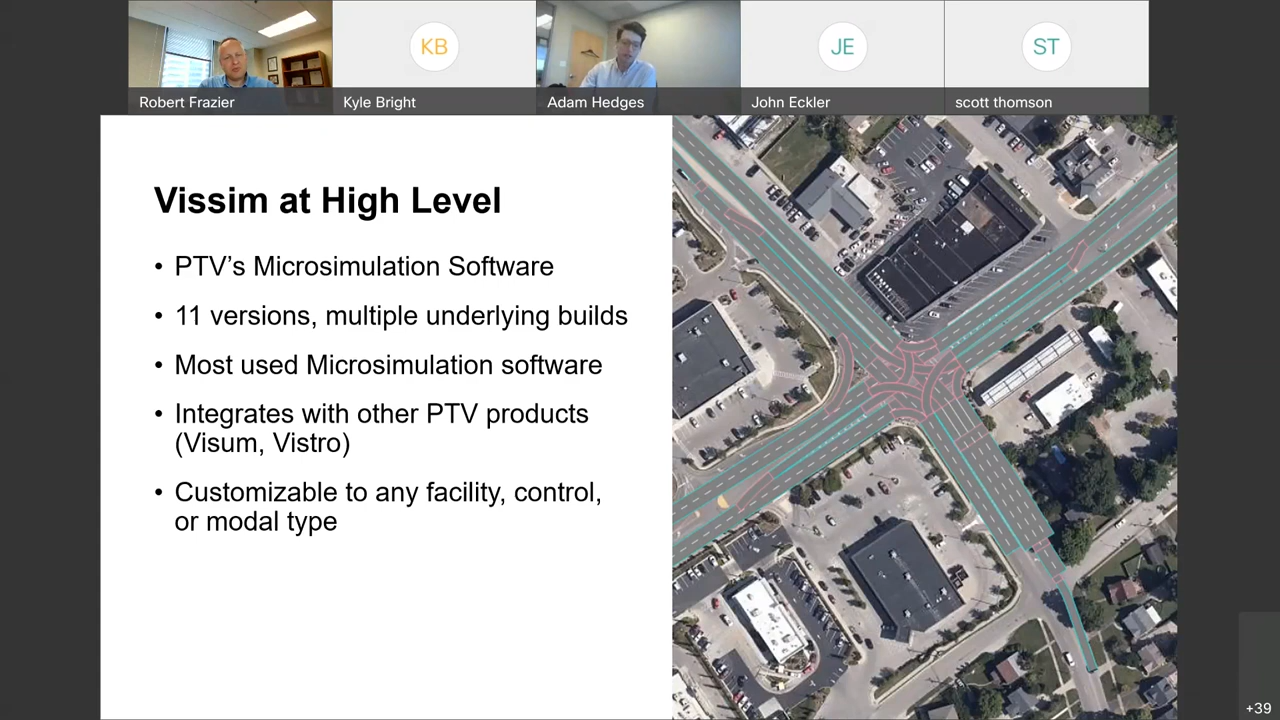 KB
JE
ST
Robert Frazier
Kyle Bright
Adam Hedges
John Eckler
scott thomson
Vissim at High Level
• PTV’s Microsimulation Software
• 11 versions, multiple underlying builds
• Most used Microsimulation software
• Integrates with other PTV products
(Visum, Vistro)
• Customizable to any facility, control,
or modal type
+39